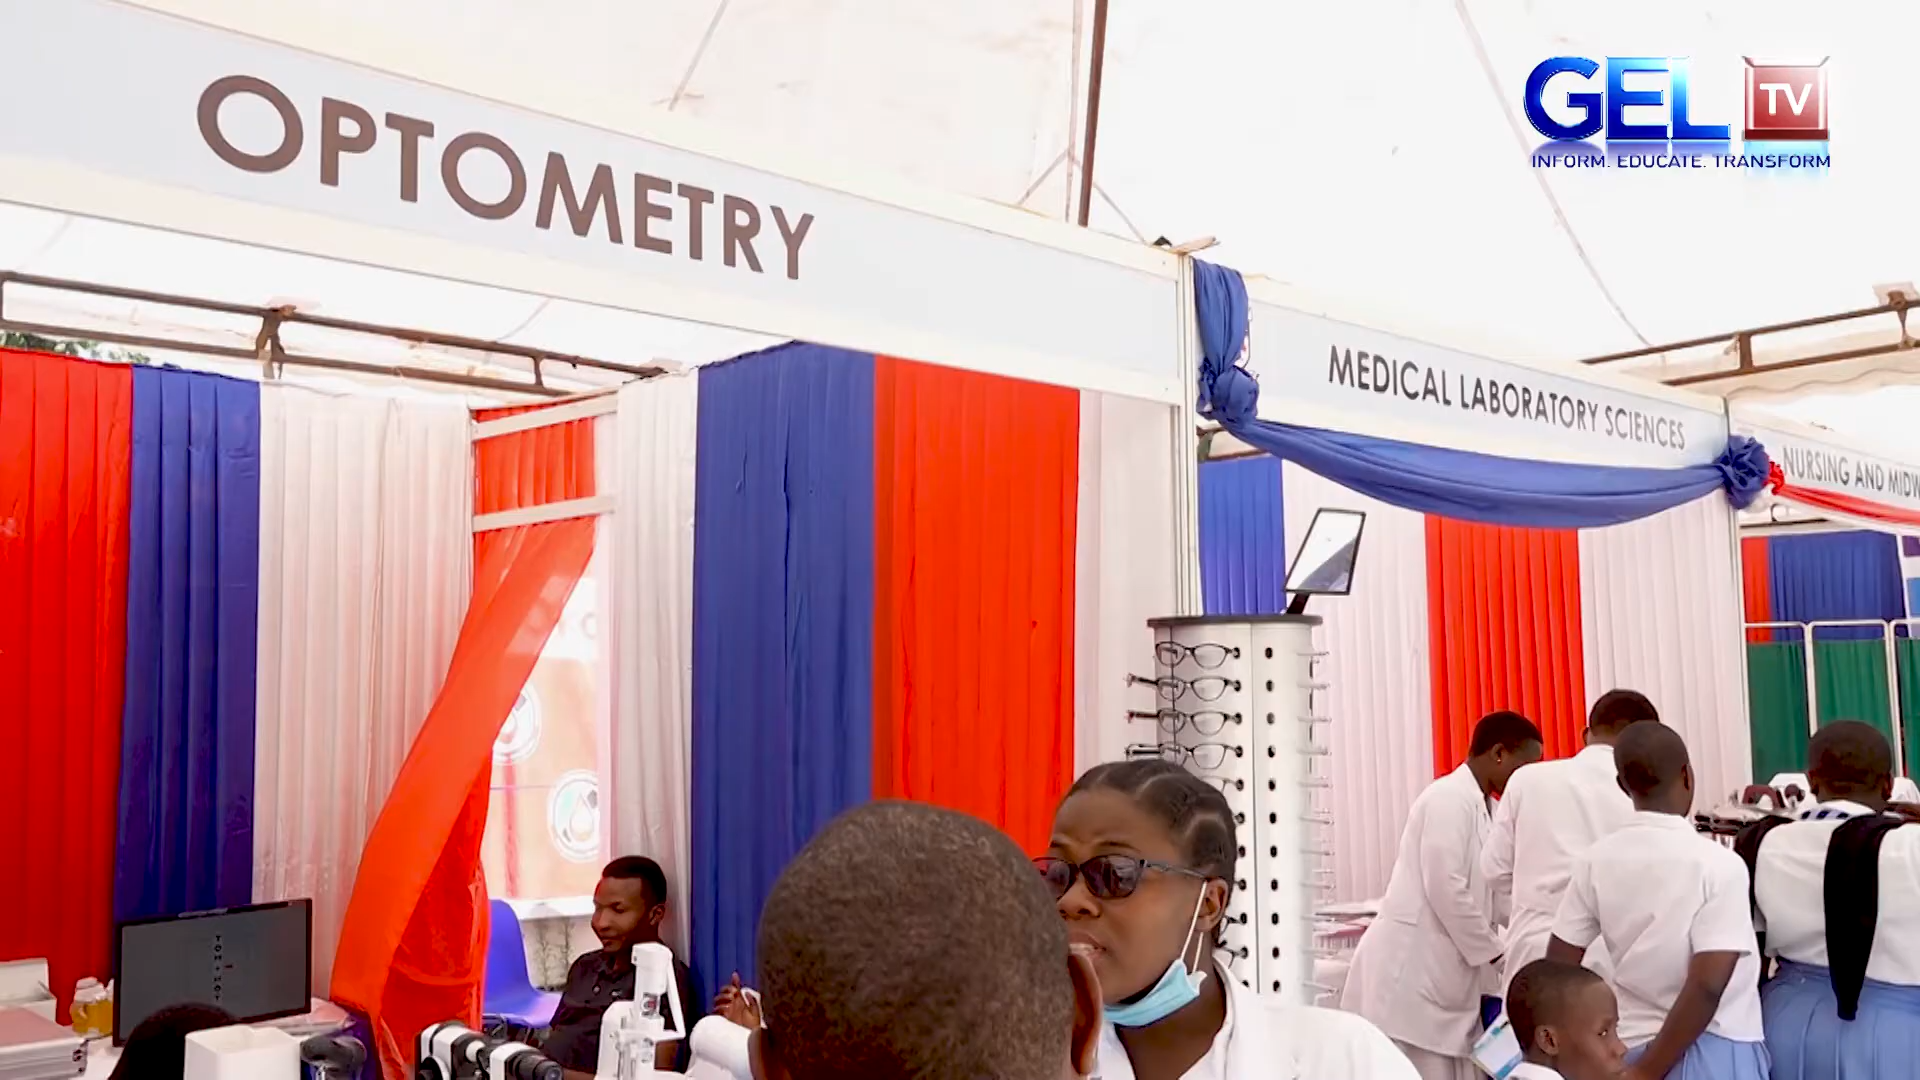 OPTOMETRY
GEL TV
INFORM. EDUCATE. TRANSFORM
MEDICAL LABORATORY SCIENCES
NURSING AND MIDW